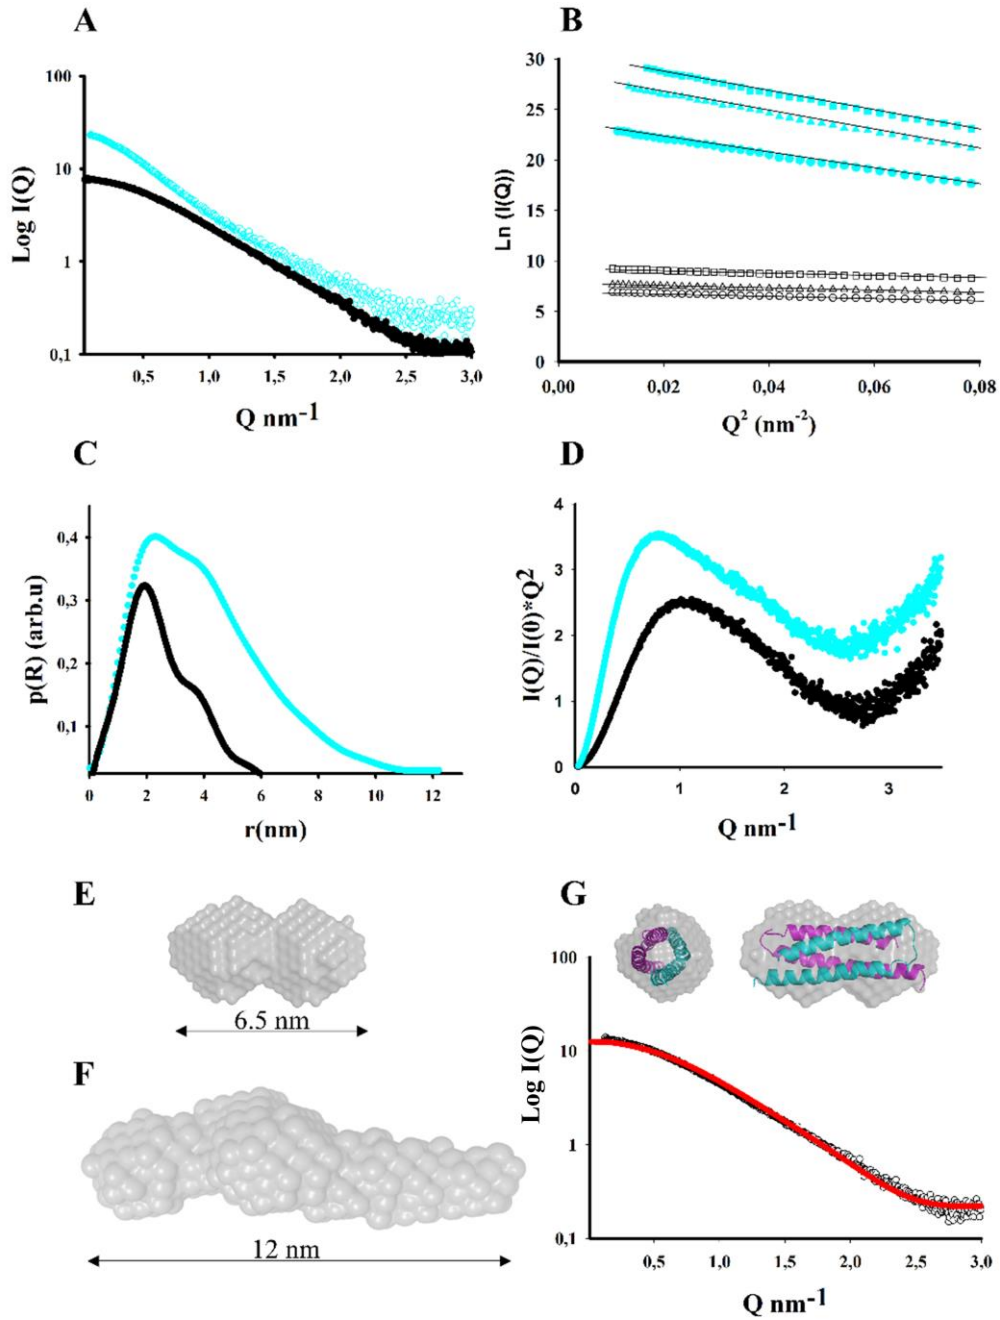 A
100
10
1
0,1
Log I(Q)
0,5 1,0 1,5 2,0 2,5 3,0
Q nm-1
B
30
25
20
15
10
5
0
Ln (I(Q))
0,00 0,02 0,04 0,06 0,08
Q2 (nm-2)
C
0,4
0,3
0,2
0,1
p(R) (arb.u)
0 2 4 6 8 10 12
r(nm)
D
4
3
2
1
0
I(Q)/I(0)*Q2
0 1 2 3
Q nm-1
E
6.5 nm
F
12 nm
G
100
10
1
0,1
Log I(Q)
0,5 1,0 1,5 2,0 2,5 3,0
Q nm-1